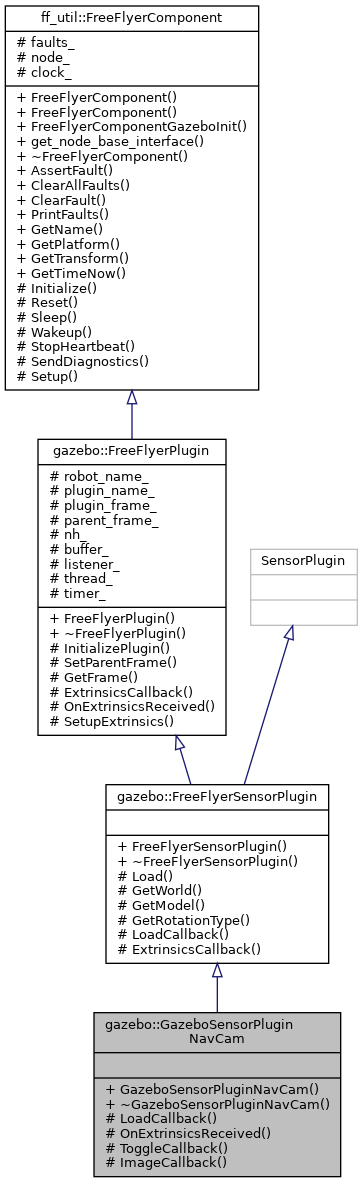 ff_util::FreeFlyerComponent
# faults_
# node_
# clock_
+ FreeFlyerComponent()
+ FreeFlyerComponent()
+ FreeFlyerComponentGazeboInit()
+ get_node_base_interface()
+ ~FreeFlyerComponent()
+ AssertFault()
+ ClearAllFaults()
+ ClearFault()
+ PrintFaults()
+ GetName()
+ GetPlatform()
+ GetTransform()
+ GetTimeNow()
# Initialize()
# Reset()
# Sleep()
# Wakeup()
# StopHeartbeat()
# SendDiagnostics()
# Setup()
gazebo::FreeFlyerPlugin
# robot_name_
# plugin_name_
# plugin_frame_
# parent_frame_
# nh_
# buffer_
# listener_
# thread_
# timer_
+ FreeFlyerPlugin()
+ ~FreeFlyerPlugin()
# InitializePlugin()
# SetParentFrame()
# GetFrame()
# ExtrinsicsCallback()
# OnExtrinsicsReceived()
# SetupExtrinsics()
SensorPlugin
gazebo::FreeFlyerSensorPlugin
+ FreeFlyerSensorPlugin()
+ ~FreeFlyerSensorPlugin()
# Load()
# GetWorld()
# GetModel()
# GetRotationType()
# LoadCallback()
# ExtrinsicsCallback()
gazebo::GazeboSensorPlugin
NavCam
+ GazeboSensorPluginNavCam()
+ ~GazeboSensorPluginNavCam()
# LoadCallback()
# OnExtrinsicsReceived()
# ToggleCallback()
# ImageCallback()